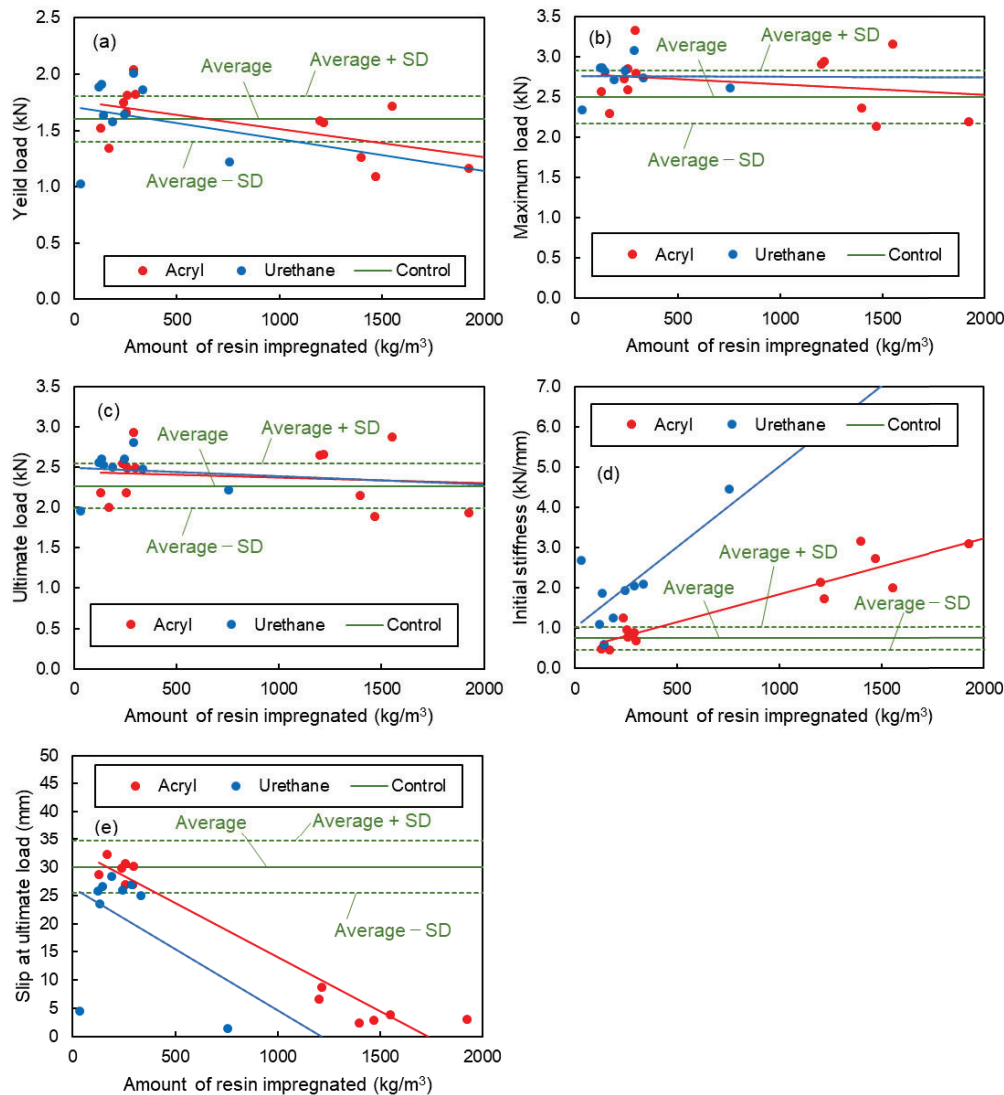 (a)
Average + SD
Average
Average − SD
Yeild load (kN)
2.5
2.0
1.5
1.0
0.5
0.0
Acryl Urethane Control
0 500 1000 1500 2000
Amount of resin impregnated (kg/m³)
(b)
Average
Average + SD
Average − SD
Maximum load (kN)
3.5
3.0
2.5
2.0
1.5
1.0
0.5
0.0
Acryl Urethane Control
0 500 1000 1500 2000
Amount of resin impregnated (kg/m³)
(c)
Average
Average + SD
Average − SD
Ultimate load (kN)
3.5
3.0
2.5
2.0
1.5
1.0
0.5
0.0
Acryl Urethane Control
0 500 1000 1500 2000
Amount of resin impregnated (kg/m³)
Acryl Urethane Control
(d)
Average + SD
Average
Average − SD
Initial stiffness (kN/mm)
7.0
6.0
5.0
4.0
3.0
2.0
1.0
0.0
0 500 1000 1500 2000
Amount of resin impregnated (kg/m³)
Acryl Urethane Control
(e)
Average
Average + SD
Average − SD
Slip at ultimate load (mm)
50
45
40
35
30
25
20
15
10
5
0
0 500 1000 1500 2000
Amount of resin impregnated (kg/m³)